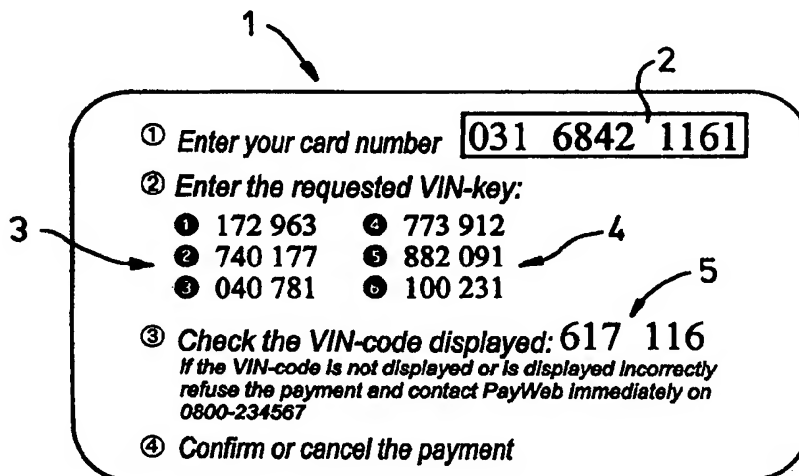 1
2
① Enter your card number 031 6842 1161
② Enter the requested VIN-key:
3
❶ 172 963 ❹ 773 912
❷ 740 177 ❺ 882 091
4
❸ 040 781 ❻ 100 231
5
③ Check the VIN-code displayed: 617 116
If the VIN-code is not displayed or is displayed incorrectly
refuse the payment and contact PayWeb immediately on
0800-234567
④ Confirm or cancel the payment